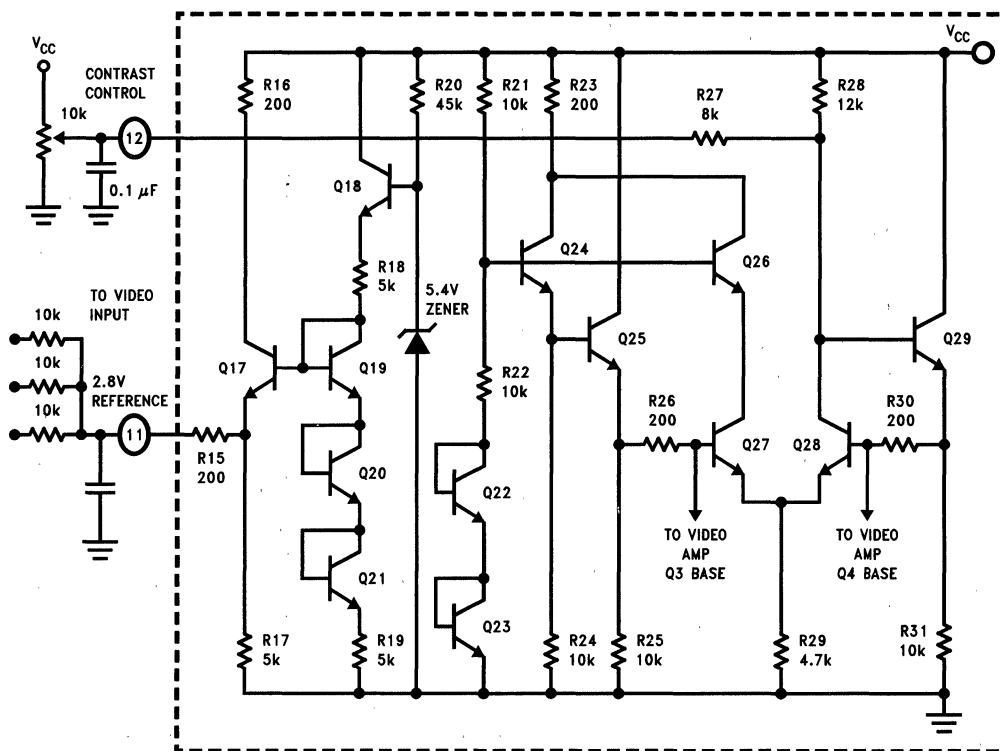 VCC
CONTRAST
CONTROL
10k
12
0.1 μF
R16
200
R20
45k
R21
10k
R23
200
R27
8k
R28
12k
VCC
Q18
R18
5k
5.4V
ZENER
Q24
Q26
TO VIDEO
INPUT
10k
10k
10k
2.8V
REFERENCE
11
R15
200
Q17
Q19
Q20
Q21
R22
10k
Q22
Q23
Q25
R26
200
Q27
Q28
R30
200
Q29
TO VIDEO
AMP
Q3 BASE
TO VIDEO
AMP
Q4 BASE
R17
5k
R19
5k
R24
10k
R25
10k
R29
4.7k
R31
10k